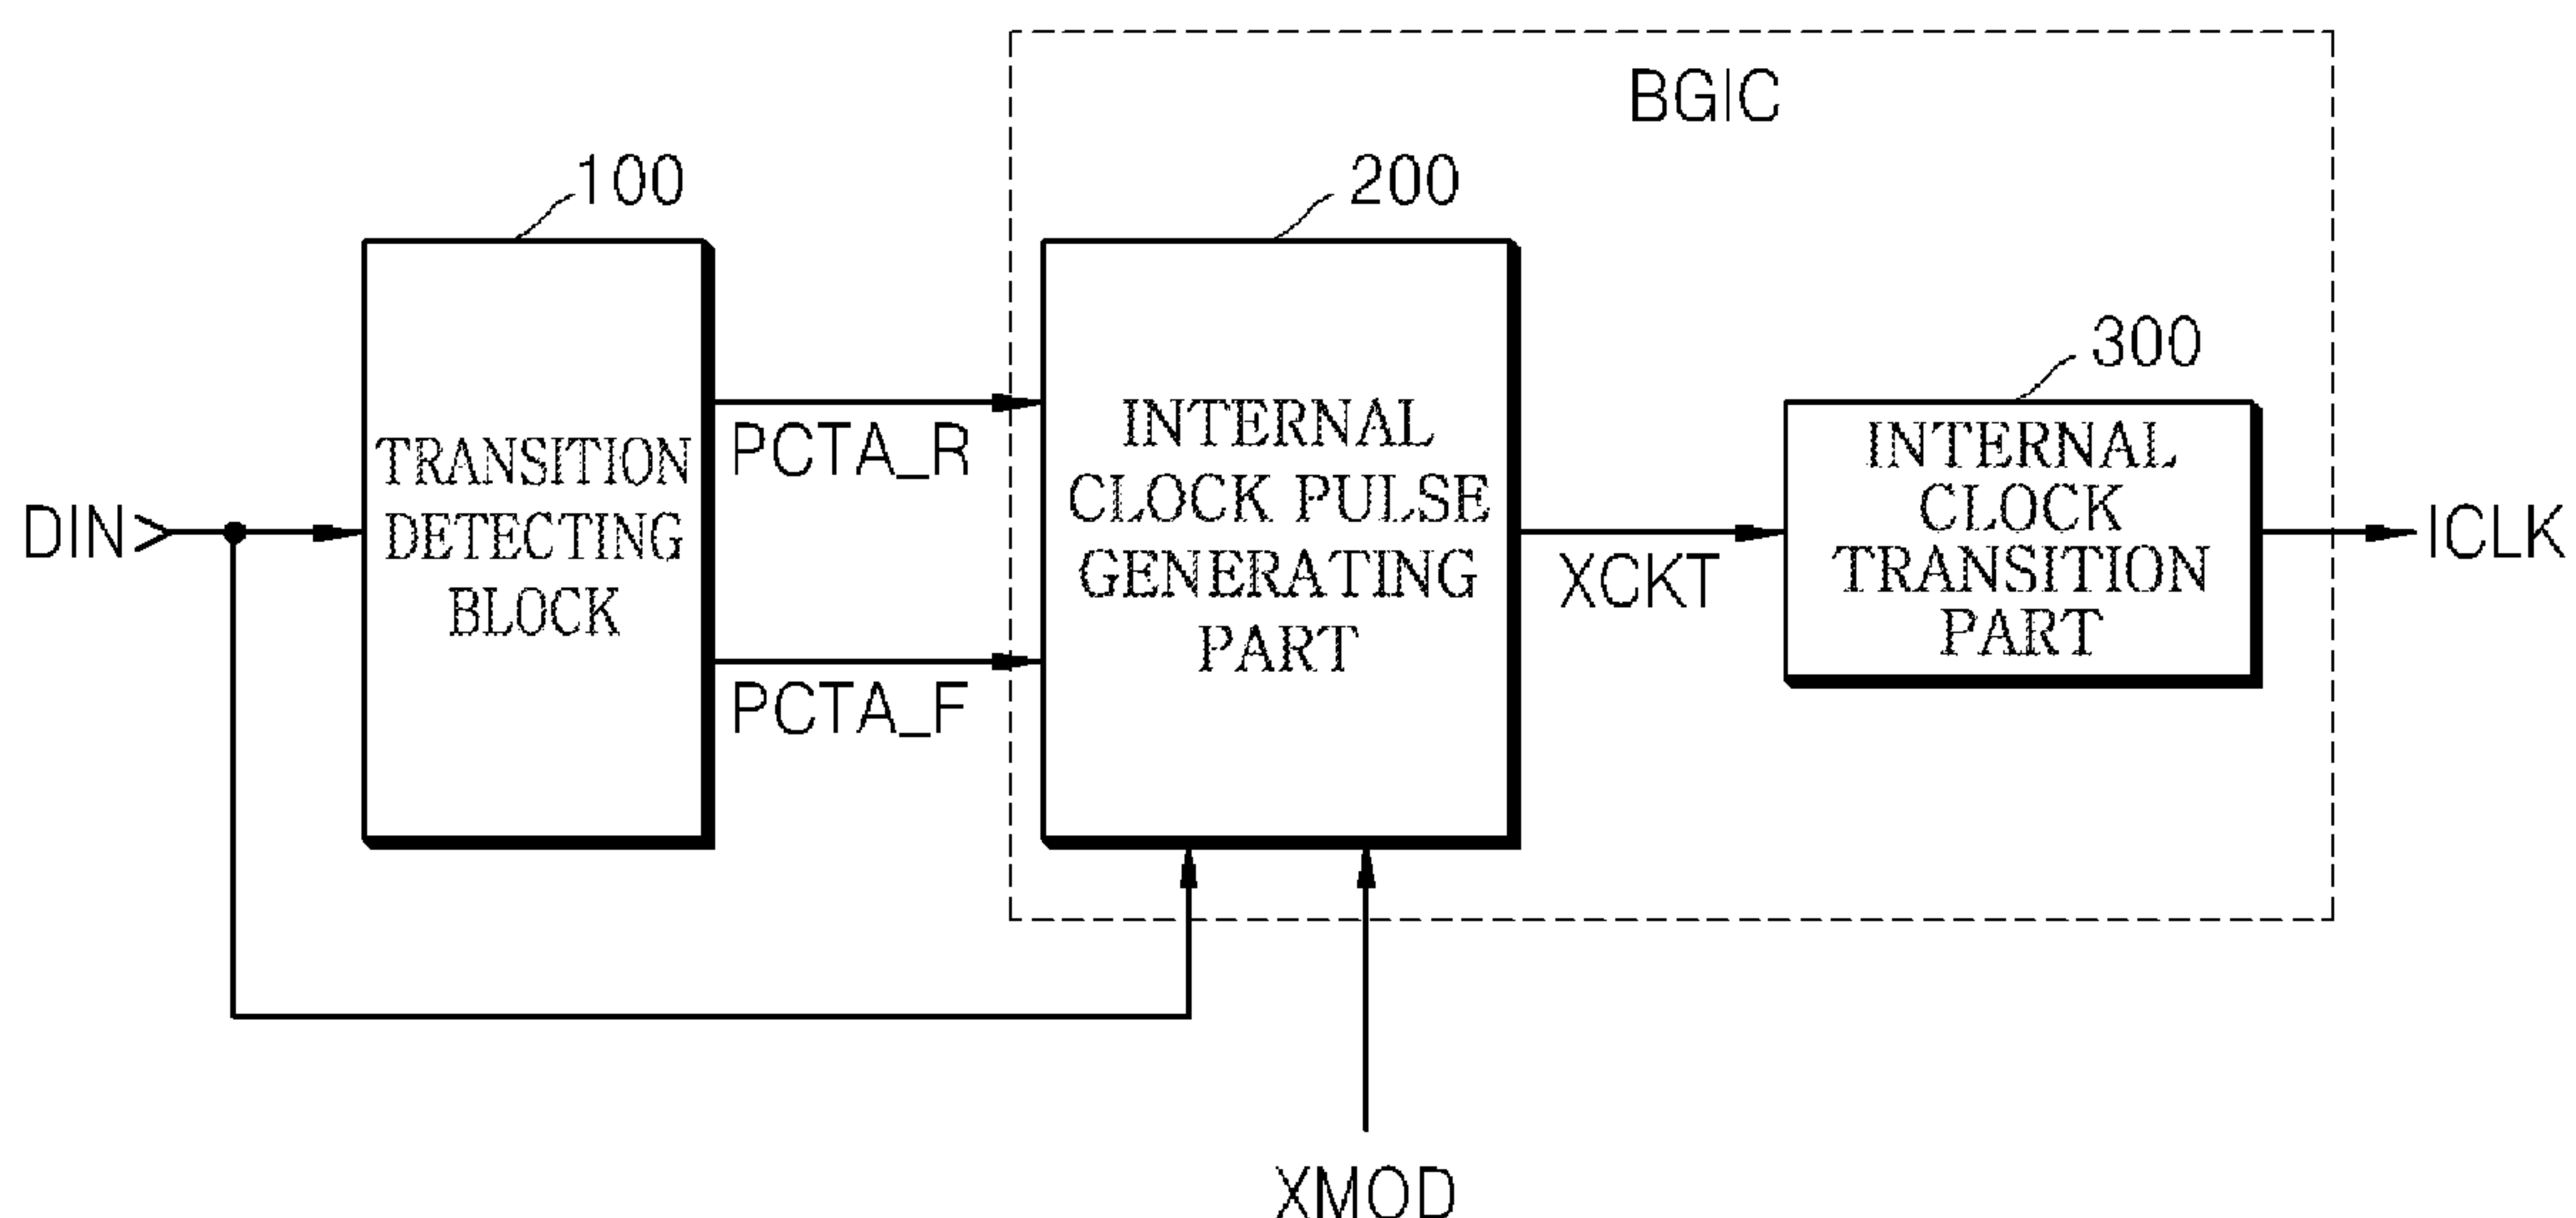 BGIC
100
200
300
TRANSITION
DETECTING
BLOCK
PCTA_R
PCTA_F
INTERNAL
CLOCK PULSE
GENERATING
PART
INTERNAL
CLOCK
TRANSITION
PART
DIN
XCKT
ICLK
XMOD